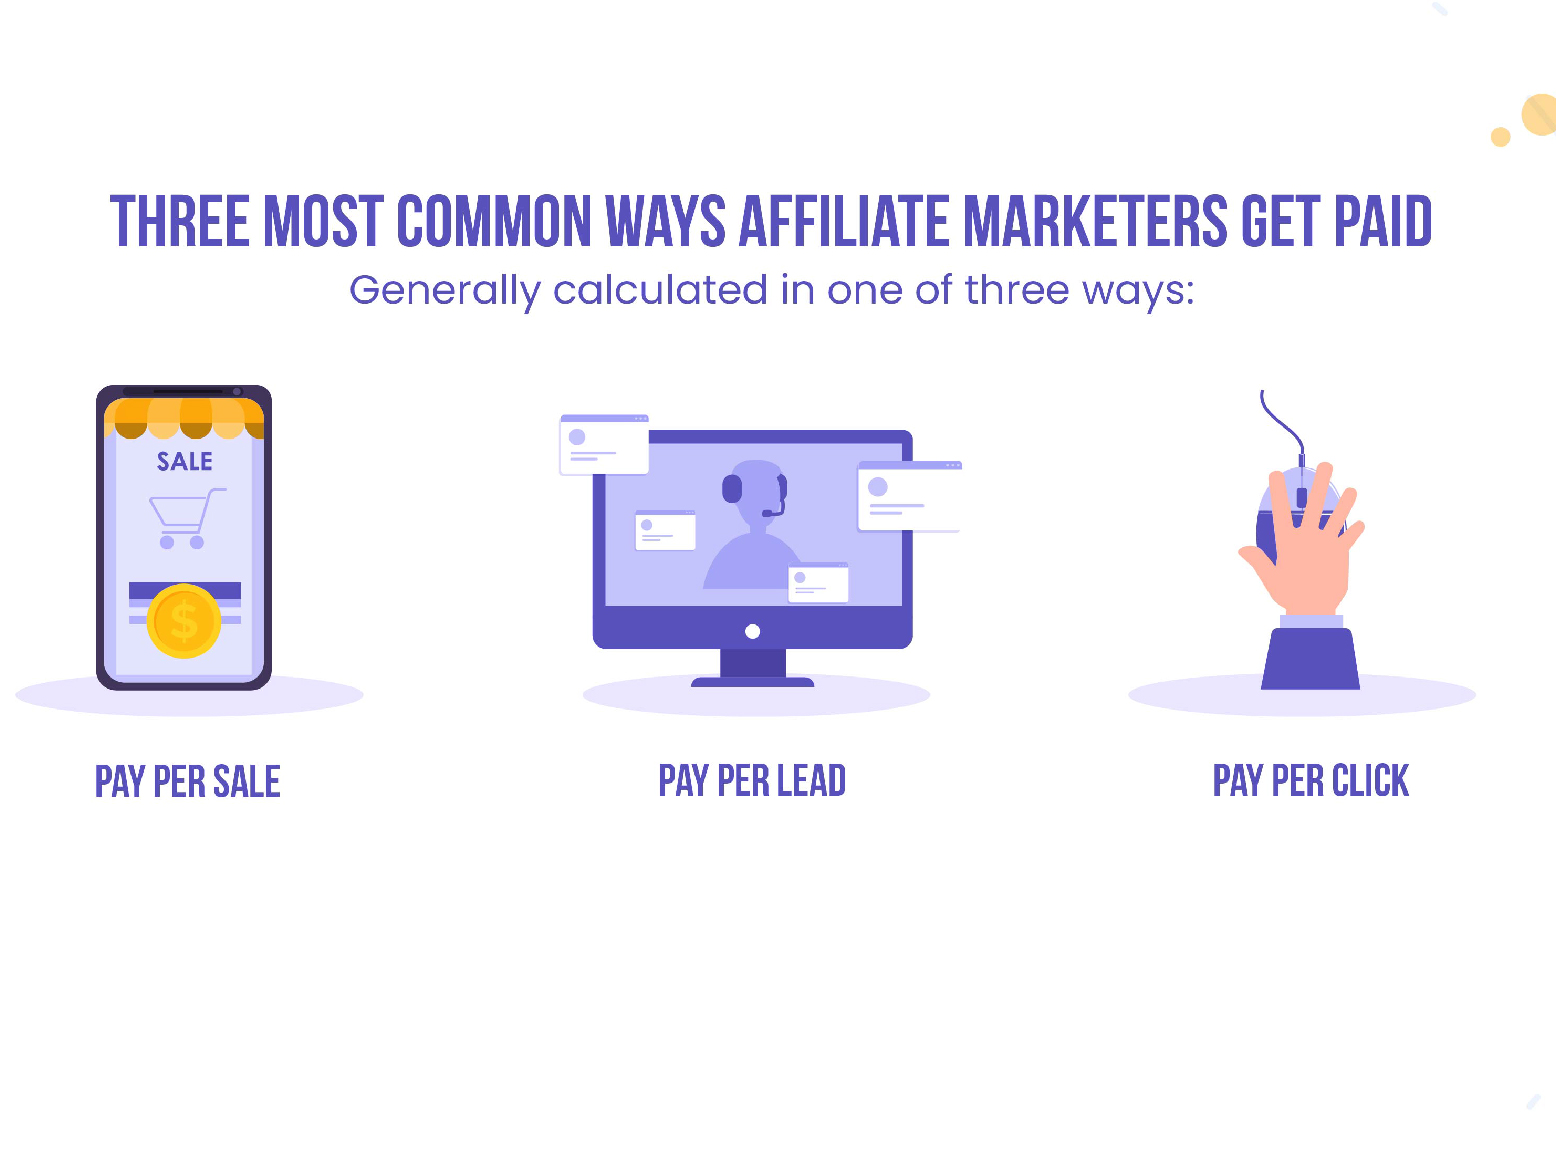 THREE MOST COMMON WAYS AFFILIATE MARKETERS GET PAID
Generally calculated in one of three ways:
SALE
$
PAY PER SALE
PAY PER LEAD
PAY PER CLICK